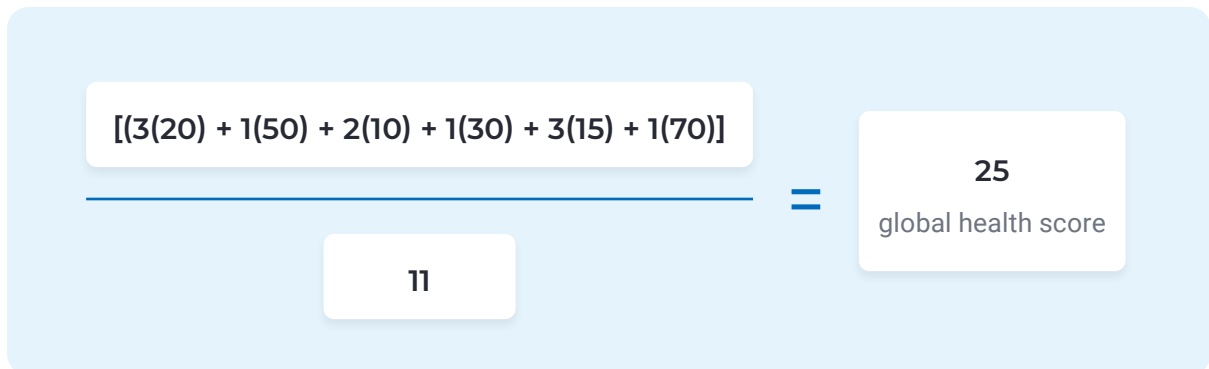 [(3(20) + 1(50) + 2(10) + 1(30) + 3(15) + 1(70)]
11
=
25
global health score